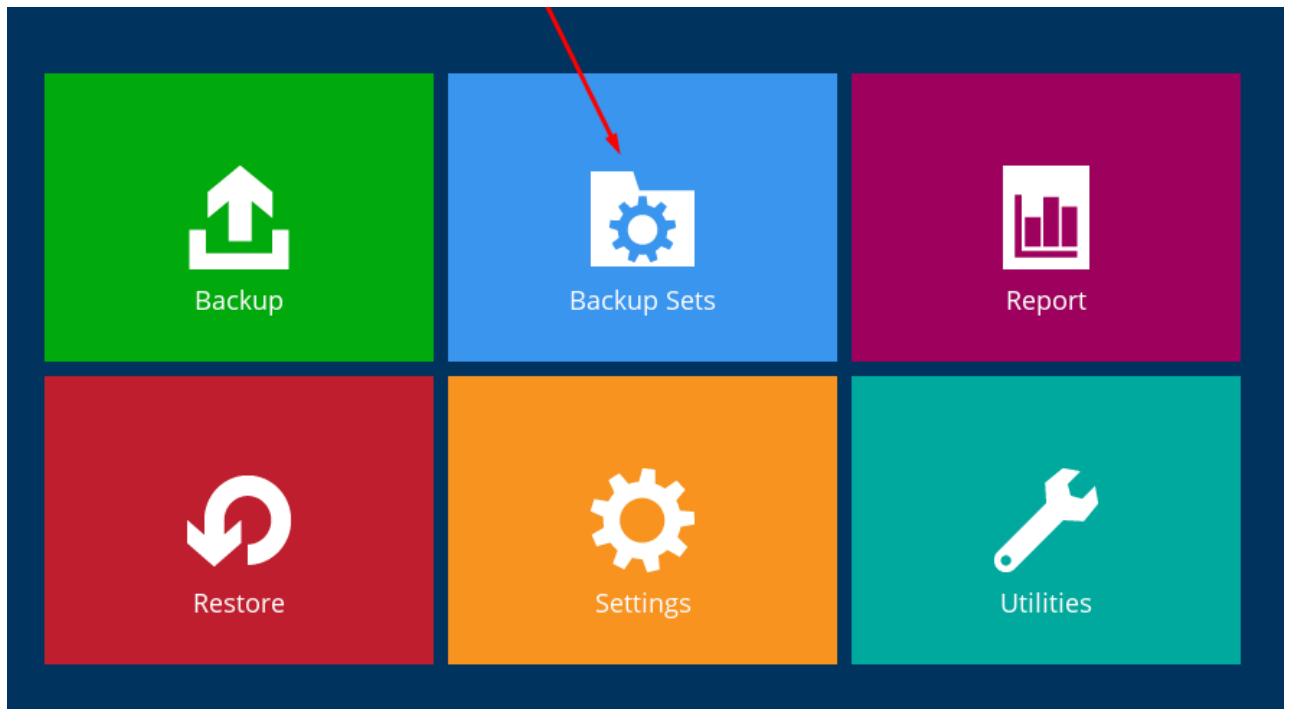 Backup
Backup Sets
Report
Restore
Settings
Utilities